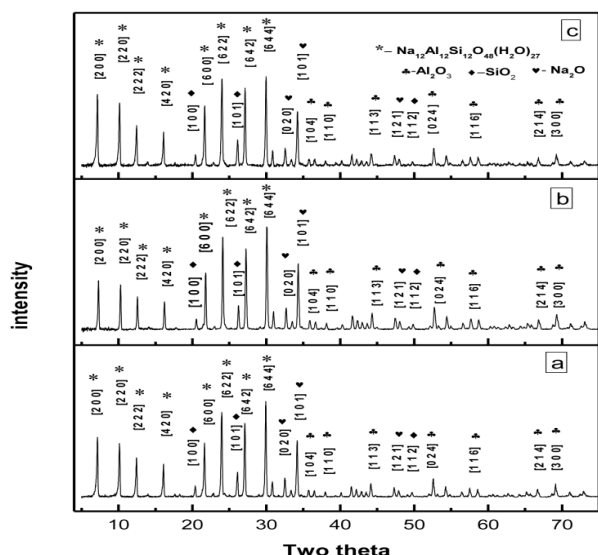 c
*– Na12Al12Si12O48(H2O)27
♣-Al2O3 ◆-SiO2 ♥- Na2O
[200] * [220] * [222] * [420] * [100] ◆ [600] * [622] * [101] ◆ [642] * [644] * [020] ♥ [101] ♥ [104] ♣ [110] ♣ [113] ♣ [121] ♥ [112] ◆ [024] ♣ [116] ♣ [214] ♣ [300] ♣
b
[200] * [220] * [222] * [420] * [100] ◆ [600] * [622] * [101] ◆ [642] * [644] * [020] ♥ [101] ♥ [104] ♣ [110] ♣ [113] ♣ [121] ♥ [112] ◆ [024] ♣ [116] ♣ [214] ♣ [300] ♣
a
[200] * [220] * [222] * [420] * [100] ◆ [600] * [622] * [101] ◆ [642] * [644] * [020] ♥ [101] ♥ [104] ♣ [110] ♣ [113] ♣ [121] ♥ [112] ◆ [024] ♣ [116] ♣ [214] ♣ [300] ♣
intensity
10 20 30 40 50 60 70
Two theta